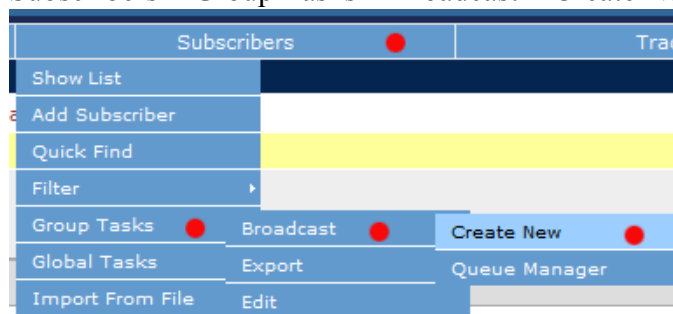 Subscribers
Show List
Add Subscriber
Quick Find
Filter
Group Tasks
Broadcast
Create New
Global Tasks
Export
Queue Manager
Import From File
Edit